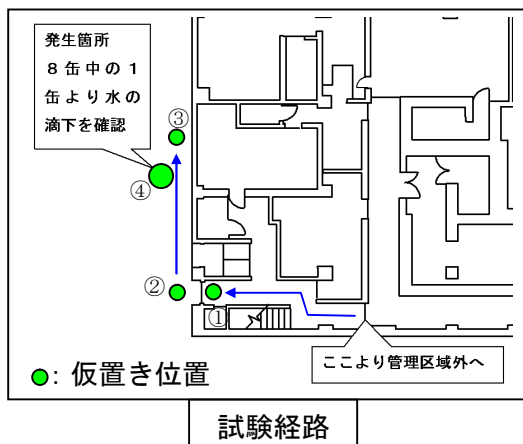 発生箇所
８缶中の１
缶より水の
滴下を確認
③
④
②
①
ここより管理区域外へ
: 仮置き位置
試験経路